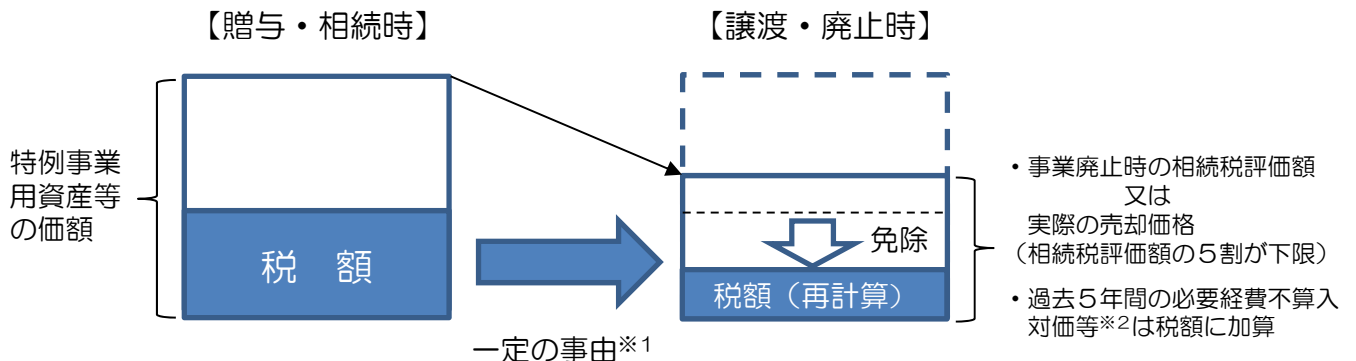 【贈与・相続時】
【譲渡・廃止時】
特例事業
用資産等
の価額
税　額
一定の事由※1
免除
税額（再計算）
・事業廃止時の相続税評価額
又は
実際の売却価格
（相続税評価額の５割が下限）
・過去５年間の必要経費不算入
対価等※2は税額に加算